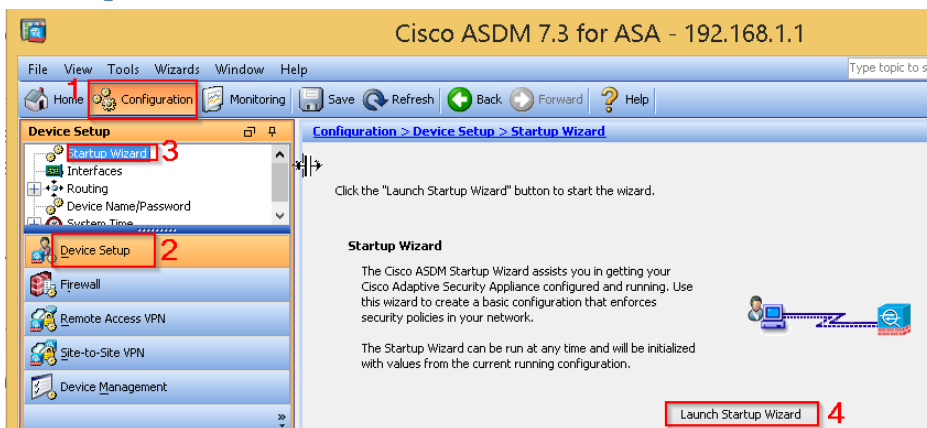 Cisco ASDM 7.3 for ASA - 192.168.1.1
File View Tools Wizards Window Help
Type topic to s
1
Home Configuration Monitoring Save Refresh Back Forward Help
Device Setup
Configuration > Device Setup > Startup Wizard
Startup Wizard 3
Interfaces
Routing
Device Name/Password
System Time
Click the "Launch Startup Wizard" button to start the wizard.
Device Setup 2
Firewall
Remote Access VPN
Site-to-Site VPN
Device Management
»
Startup Wizard
The Cisco ASDM Startup Wizard assists you in getting your
Cisco Adaptive Security Appliance configured and running. Use
this wizard to create a basic configuration that enforces
security policies in your network.
The Startup Wizard can be run at any time and will be initialized
with values from the current running configuration.
Launch Startup Wizard 4